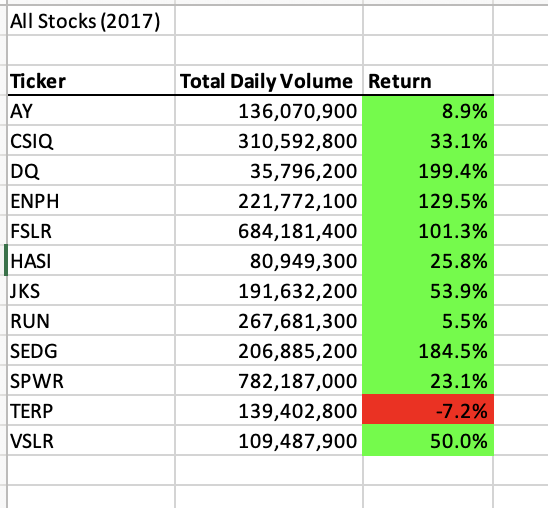 All Stocks (2017)
Ticker Total Daily Volume Return
AY 136,070,900 8.9%
CSIQ 310,592,800 33.1%
DQ 35,796,200 199.4%
ENPH 221,772,100 129.5%
FSLR 684,181,400 101.3%
HASI 80,949,300 25.8%
JKS 191,632,200 53.9%
RUN 267,681,300 5.5%
SEDG 206,885,200 184.5%
SPWR 782,187,000 23.1%
TERP 139,402,800 -7.2%
VSLR 109,487,900 50.0%